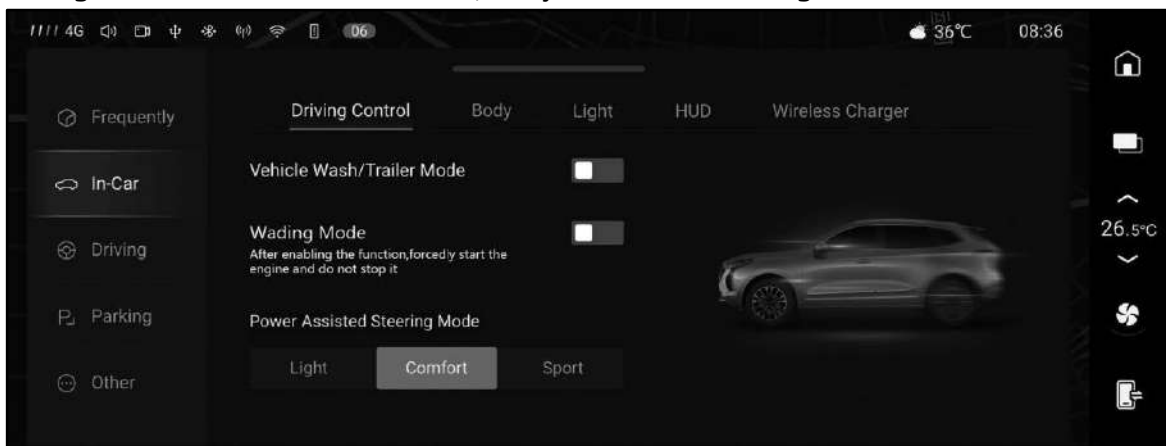 4G 06 36℃ 08:36
Driving Control Body Light HUD Wireless Charger
Frequently
In-Car
Driving
Parking
Other
Vehicle Wash/Trailer Mode
Wading Mode
After enabling the function,forcedly start the
engine and do not stop it
Power Assisted Steering Mode
Light Comfort Sport
26.5°C